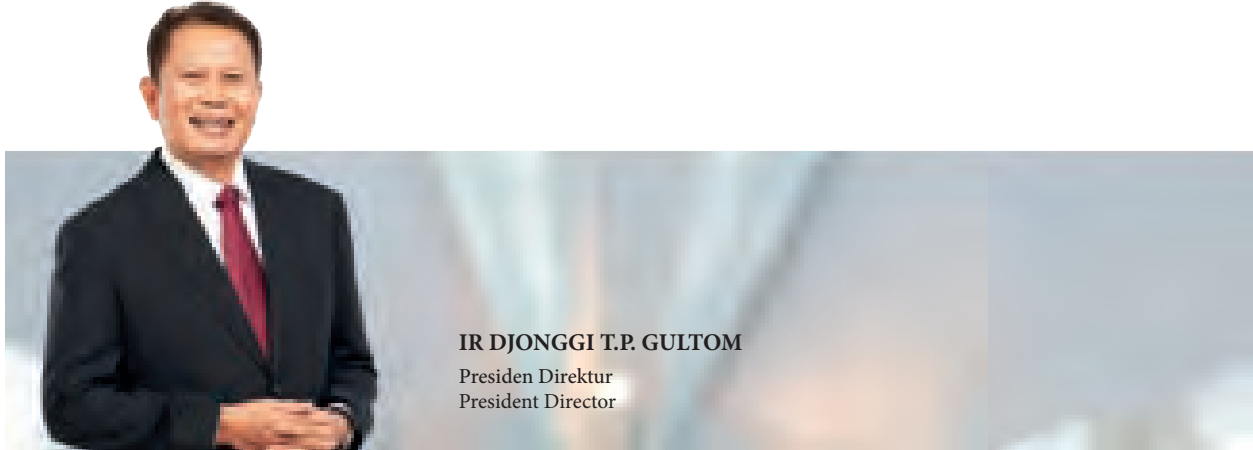 IR DJONGGI T.P. GULTOM
Presiden Direktur
President Director